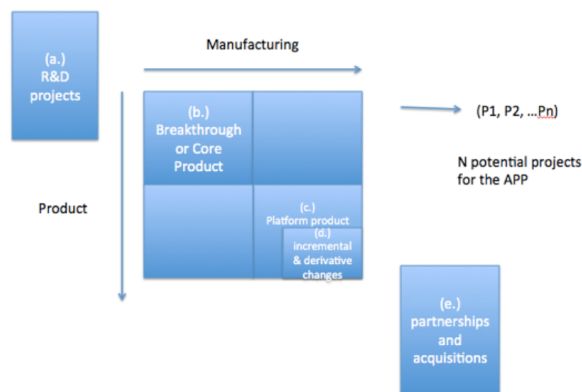 (a.)
R&D
projects
Manufacturing
(b.)
Breakthrough
or Core
Product
(P1, P2, ...Pn)
N potential projects
for the APP
Product
(c.)
Platform product
(d.)
incremental
& derivative
changes
(e.)
partnerships
and
acquisitions